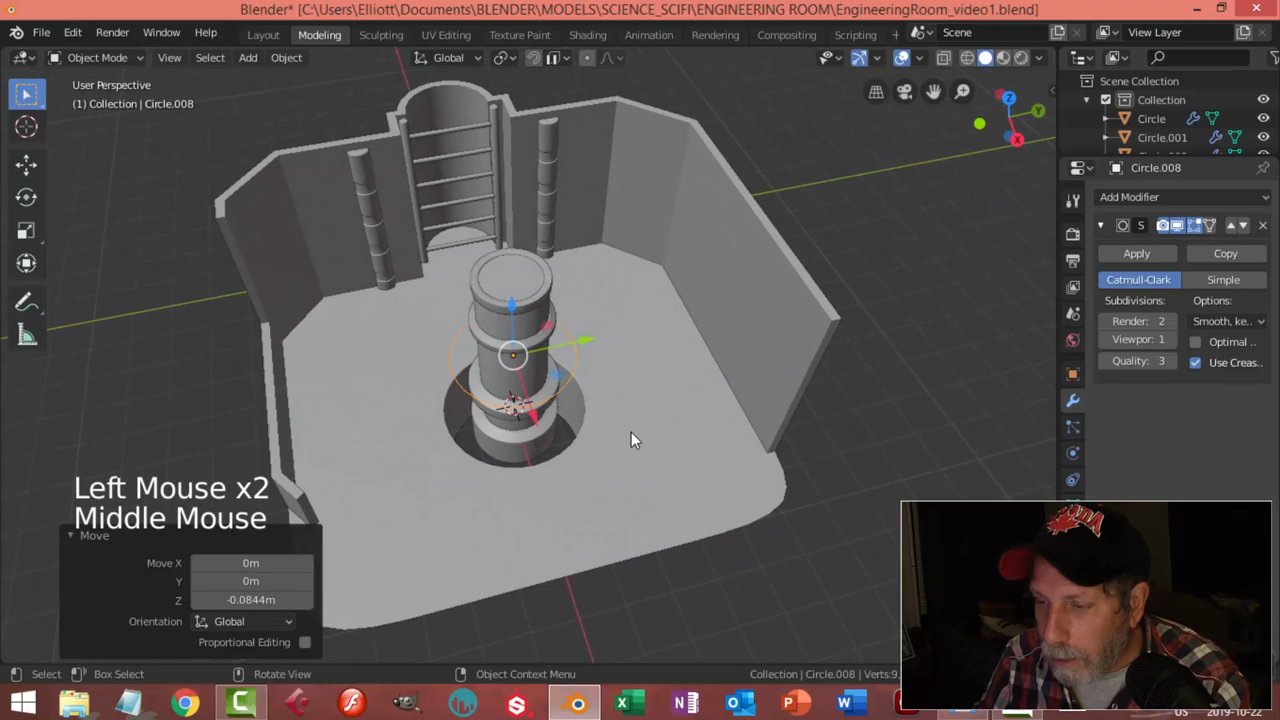 Blender* [C:\Users\Elliott\Documents\BLENDER\MODELS\SCIENCE_SCIFI\ENGINEERING ROOM\EngineeringRoom_video1.blend]
File Edit Render Window Help Layout Modeling Sculpting UV Editing Texture Paint Shading Animation Rendering Compositing Scripting + Scene View Layer
Object Mode View Select Add Object Global
User Perspective
(1) Collection | Circle.008
Scene Collection
Collection
Circle
Circle.001
Circle.008
Add Modifier
S
Apply Copy
Catmull-Clark Simple
Subdivisions: Options:
Render: 2 Smooth, ke..
Viewpor: 1 Optimal ..
Quality: 3 Use Creas..
Z
Y
X
Left Mouse x2
Middle Mouse
Move
Move X 0m
Y 0m
Z -0.0844m
Orientation Global
Proportional Editing
Select Box Select Rotate View Object Context Menu Collection | Circle.008 | Verts:9,
US 2019-10-22